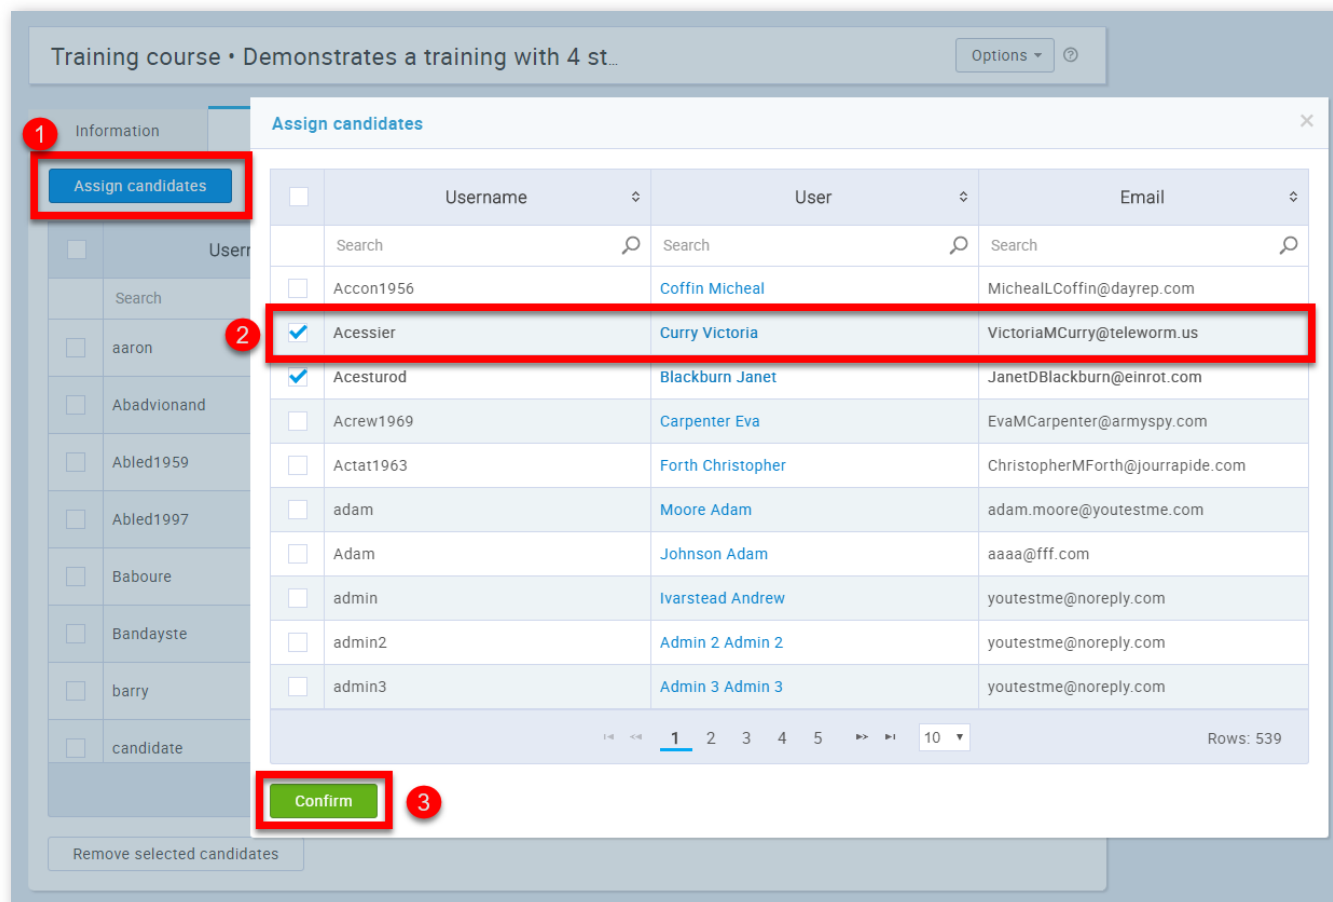 Training course • Demonstrates a training with 4 st...
Options
Information
1
Assign candidates
Search
aaron
Abadvionand
Abled1959
Abled1997
Baboure
Bandayste
barry
candidate
Remove selected candidates
Assign candidates
Username User Email
Search Search Search
Accon1956 Coffin Micheal MichealLCoffin@dayrep.com
2
Acessier Curry Victoria VictoriaMCurry@teleworm.us
Acesturod Blackburn Janet JanetDBlackburn@einrot.com
Acrew1969 Carpenter Eva EvaMCarpenter@armyspy.com
Actat1963 Forth Christopher ChristopherMForth@jourrapide.com
adam Moore Adam adam.moore@youtestme.com
Adam Johnson Adam aaaa@fff.com
admin Ivarstead Andrew youtestme@noreply.com
admin2 Admin 2 Admin 2 youtestme@noreply.com
admin3 Admin 3 Admin 3 youtestme@noreply.com
1 2 3 4 5 10 Rows: 539
Confirm 3